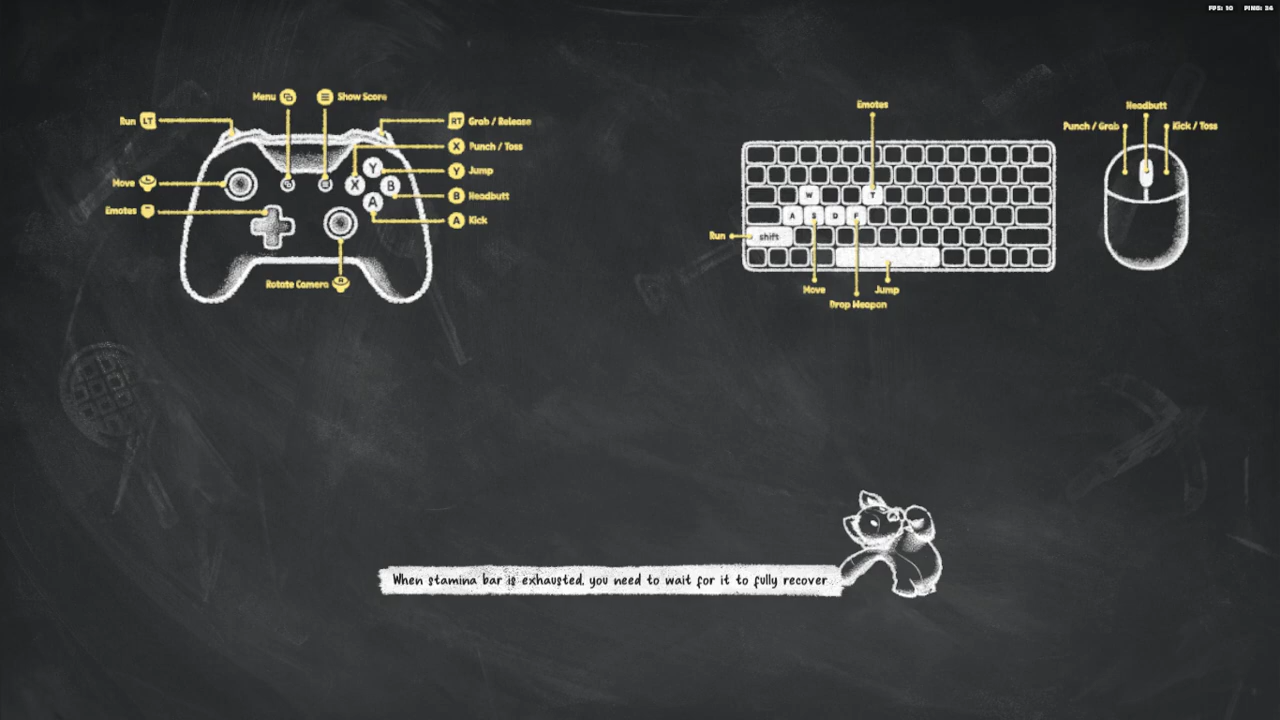 FPS: 30 PING: 36
Menu Show Score
Run LT
RT Grab / Release
X Punch / Toss
Y Jump
B Headbutt
A Kick
Move
Emotes
Y
X B
A
Rotate Camera
Emotes
Headbutt
Punch / Grab Kick / Toss
W T
A S D F
Run shift
Move Jump
Drop Weapon
When stamina bar is exhausted, you need to wait for it to fully recover